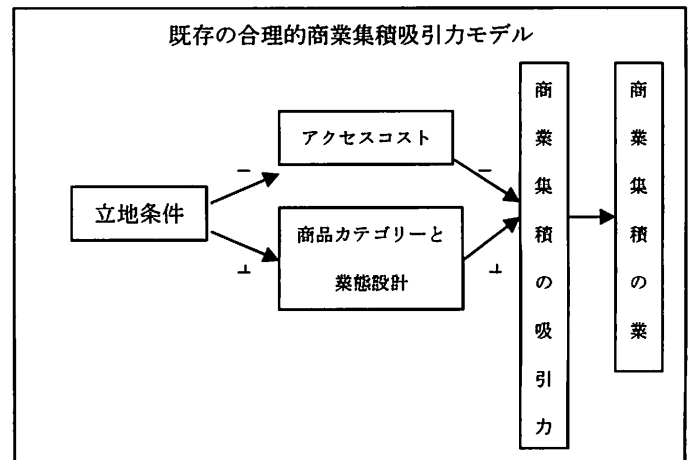 既存の合理的商業集積吸引力モデル
アクセスコスト
−
−
立地条件
商品カテゴリーと
業態設計
⊥
⊥
商業集積の吸引力
商業集積の業